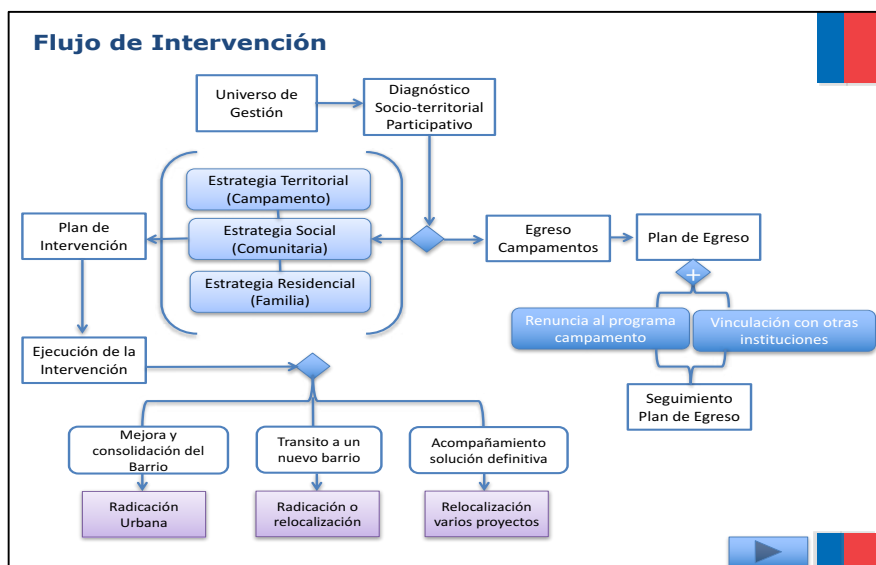 Flujo de Intervención
Universo de
Gestión
Diagnóstico
Socio-territorial
Participativo
Estrategia Territorial
(Campamento)
Estrategia Social
(Comunitaria)
Estrategia Residencial
(Familia)
Plan de
Intervención
Egreso
Campamentos
Plan de Egreso
+
Renuncia al programa
campamento
Vinculación con otras
instituciones
Seguimiento
Plan de Egreso
Ejecución de la
Intervención
Mejora y
consolidación del
Barrio
Transito a un
nuevo barrio
Acompañamiento
solución definitiva
Radicación
Urbana
Radicación o
relocalización
Relocalización
varios proyectos